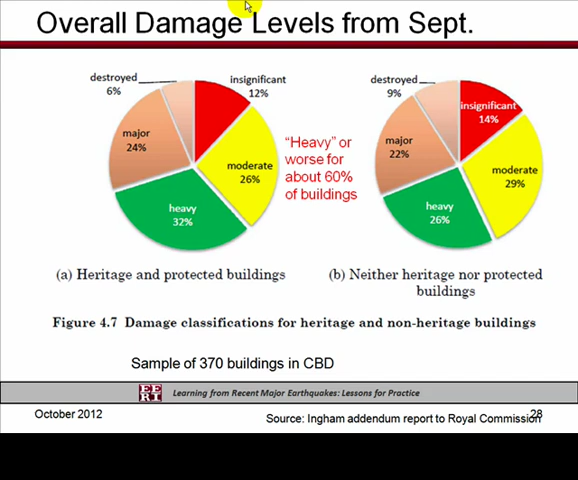 Overall Damage Levels from Sept.
destroyed
6%
insignificant
12%
major
24%
moderate
26%
heavy
32%
"Heavy" or
worse for
about 60%
of buildings
destroyed
9%
insignificant
14%
major
22%
moderate
29%
heavy
26%
(a) Heritage and protected buildings
(b) Neither heritage nor protected
buildings
Figure 4.7 Damage classifications for heritage and non-heritage buildings
Sample of 370 buildings in CBD
EE
RI
Learning from Recent Major Earthquakes: Lessons for Practice
October 2012
28
Source: Ingham addendum report to Royal Commission